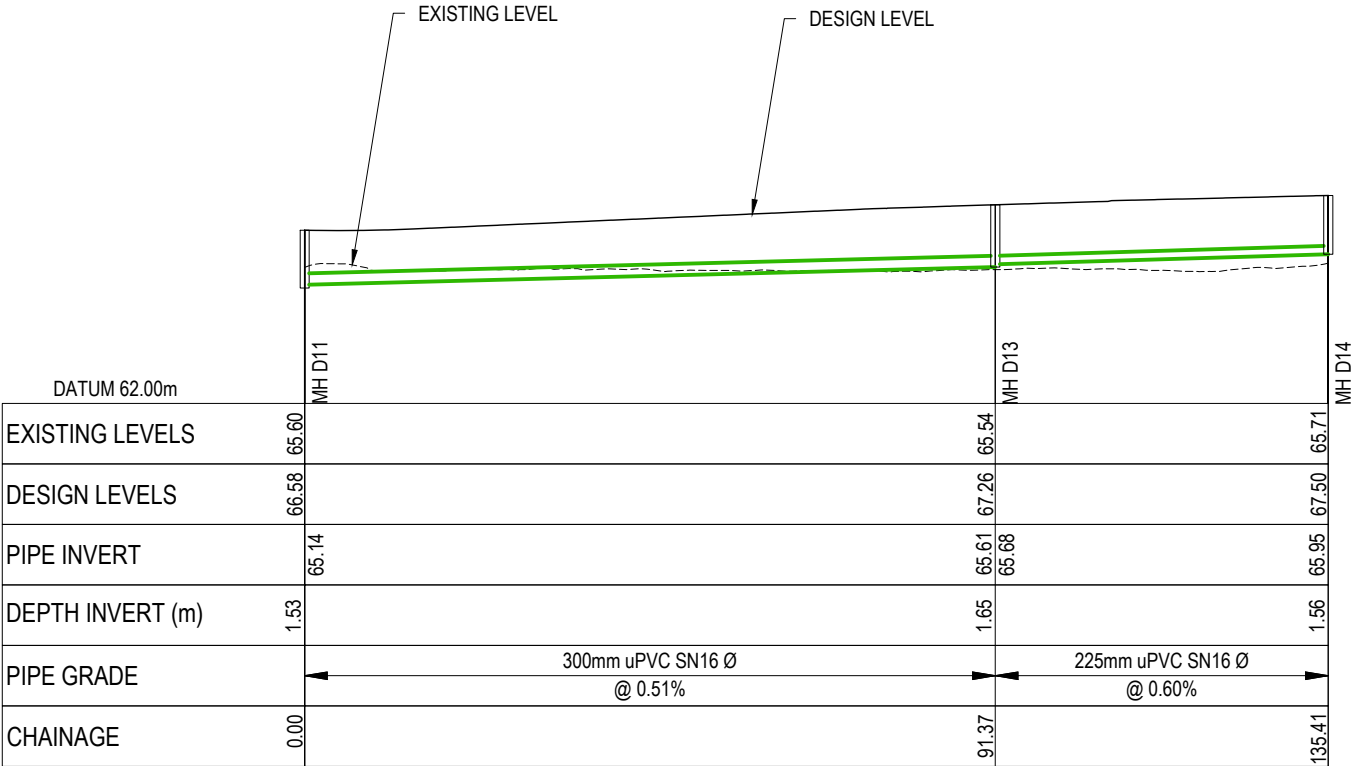 EXISTING LEVEL
DESIGN LEVEL
MH D11
MH D13
MH D14
DATUM 62.00m
EXISTING LEVELS 65.60 65.54 65.71
DESIGN LEVELS 66.58 67.26 67.50
PIPE INVERT 65.14 65.61 65.68 65.95
DEPTH INVERT (m) 1.53 1.65 1.56
PIPE GRADE
300mm uPVC SN16 Ø
@ 0.51%
225mm uPVC SN16 Ø
@ 0.60%
CHAINAGE 0.00 91.37 135.41